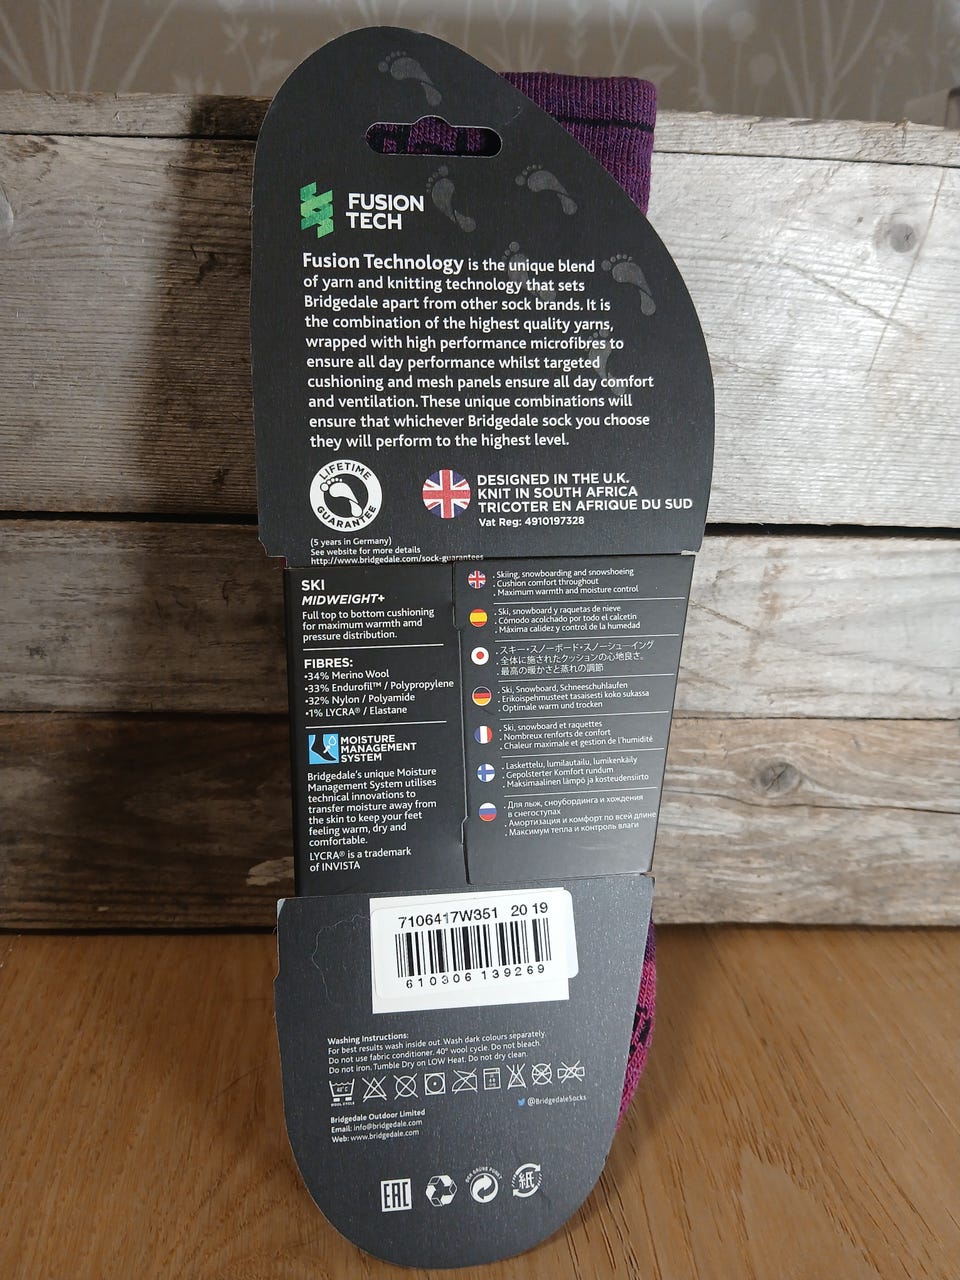 FUSION
TECH
Fusion Technology is the unique blend
of yarn and knitting technology that sets
Bridgedale apart from other sock brands. It is
the combination of the highest quality yarns,
wrapped with high performance microfibres to
ensure all day performance whilst targeted
cushioning and mesh panels ensure all day comfort
and ventilation. These unique combinations will
ensure that whichever Bridgedale sock you choose
they will perform to the highest level.
LIFETIME
GUARANTEE
DESIGNED IN THE U.K.
KNIT IN SOUTH AFRICA
TRICOTER EN AFRIQUE DU SUD
Vat Reg: 4910197328
(5 years in Germany)
See website for more details
http://www.bridgedale.com/sock-guarantees
SKI
MIDWEIGHT+
Full top to bottom cushioning
for maximum warmth amd
pressure distribution.
FIBRES:
•34% Merino Wool
•33% Endurofil™ / Polypropylene
•32% Nylon / Polyamide
•1% LYCRA® / Elastane
MOISTURE
MANAGEMENT
SYSTEM
Bridgedale's unique Moisture
Management System utilises
technical innovations to
transfer moisture away from
the skin to keep your feet
feeling warm, dry and
comfortable.
LYCRA® is a trademark
of INVISTA
. Skiing, snowboarding and snowshoeing
. Cushion comfort throughout
. Maximum warmth and moisture control
. Ski, snowboard y raquetas de nieve
. Cómodo acolchado por todo el calcetin
. Máxima calidez y control de la humedad
. スキー・スノーボード・スノーシューイング
. 全体に施されたクッションの心地良さ。
. 最高の暖かさと蒸れの調節
. Ski, Snowboard, Schneeschuhlaufen
. Erikoispehmusteet tasaisesti koko sukassa
. Optimale warm und trocken
. Ski, snowboard et raquettes
. Nombreux renforts de confort
. Chaleur maximale et gestion de l'humidité
. Laskettelu, lumilautailu, lumikenkäily
. Gepolsterter Komfort rundum
. Maksimaalinen lämpö ja kosteudensiirto
. Для лыж, сноубординга и хождения
в снегоступах
. Амортизация и комфорт по всей длине
. Максимум тепла и контроль влаги
7106417W351 20 19
610306 139269
Washing Instructions:
For best results wash inside out. Wash dark colours separately.
Do not use fabric conditioner. 40° wool cycle. Do not bleach.
Do not iron. Tumble Dry on LOW Heat. Do not dry clean.
40°C
WOOL CYCLE
@BridgedaleSocks
Bridgedale Outdoor Limited
Email: info@bridgedale.com
Web: www.bridgedale.com
EAC
DER GRÜNE PUNKT
紙